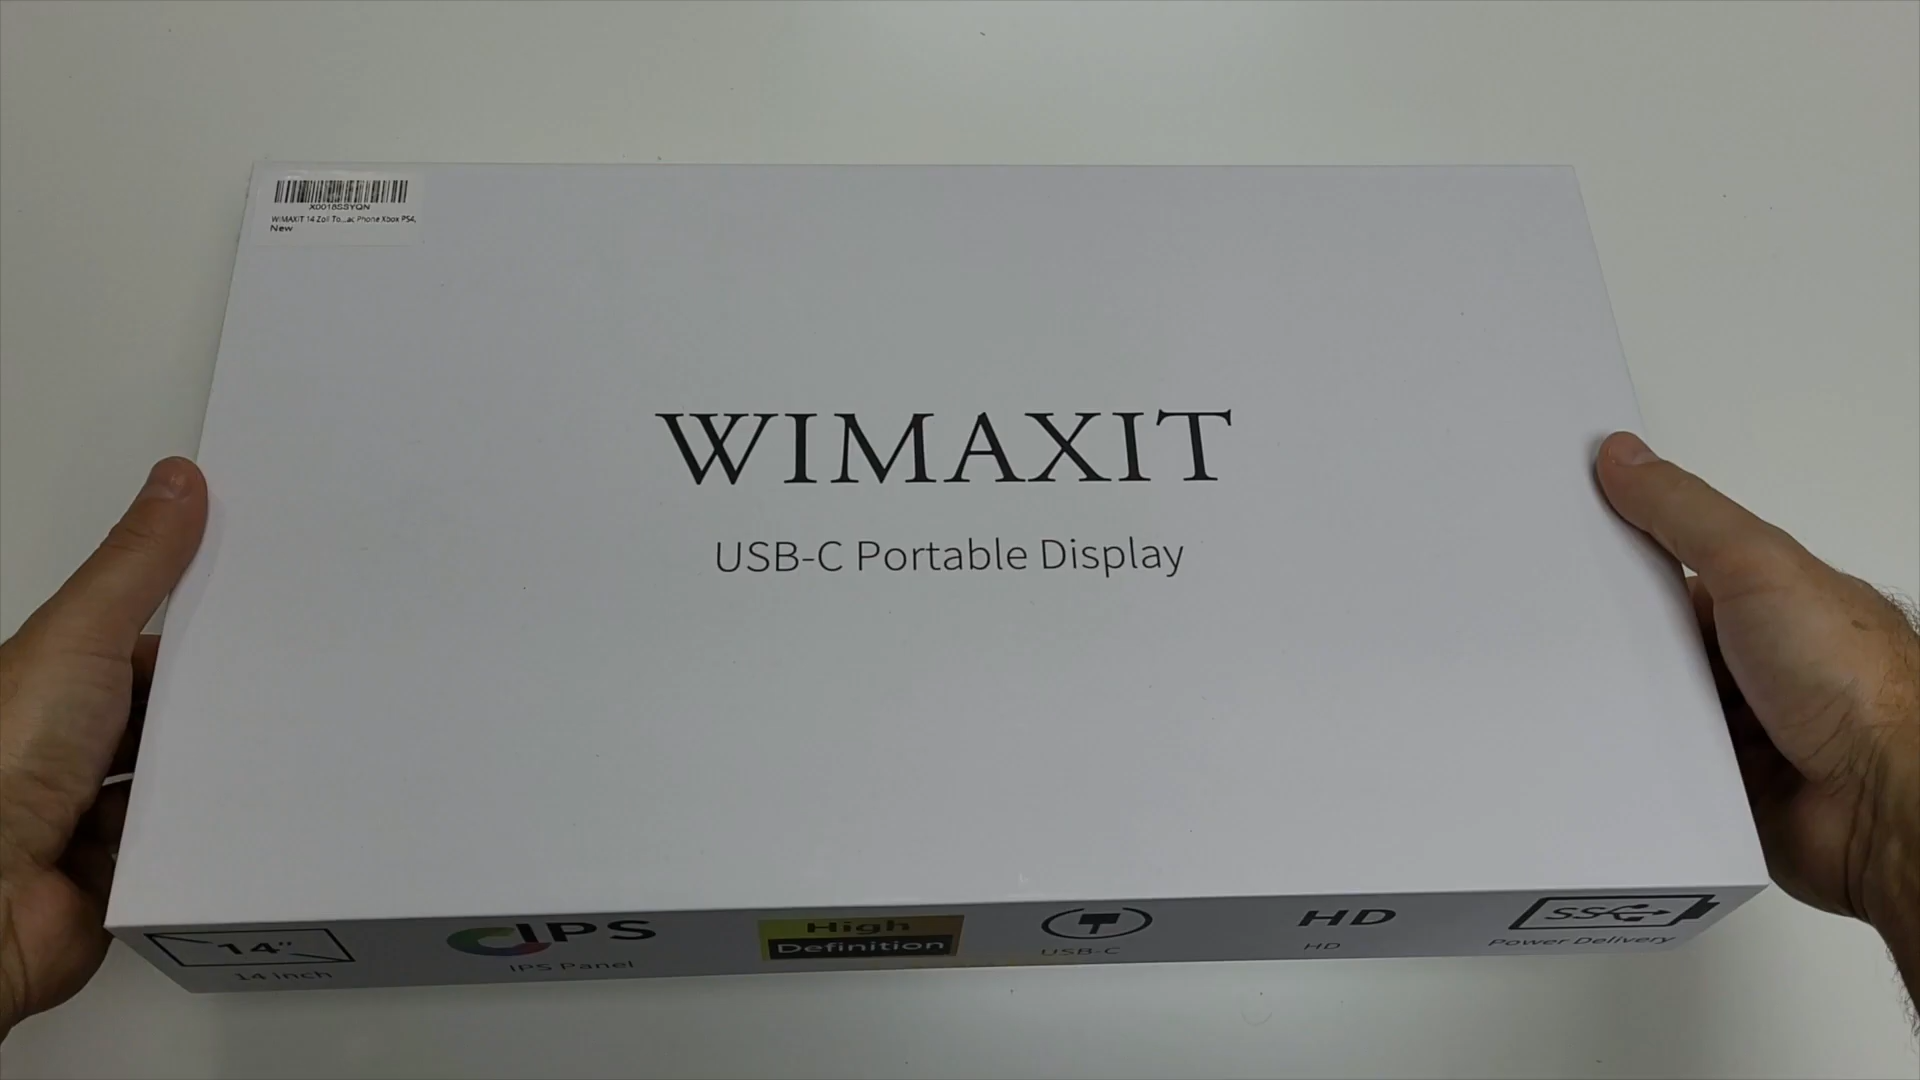 X0018SSYQN
WIMAXIT 14 Zoll To...ac Phone Xbox PS4,
New
WIMAXIT
USB-C Portable Display
14"
14 inch
IPS
IPS Panel
High
Definition
USB-C
HD
HD
SS
Power Delivery